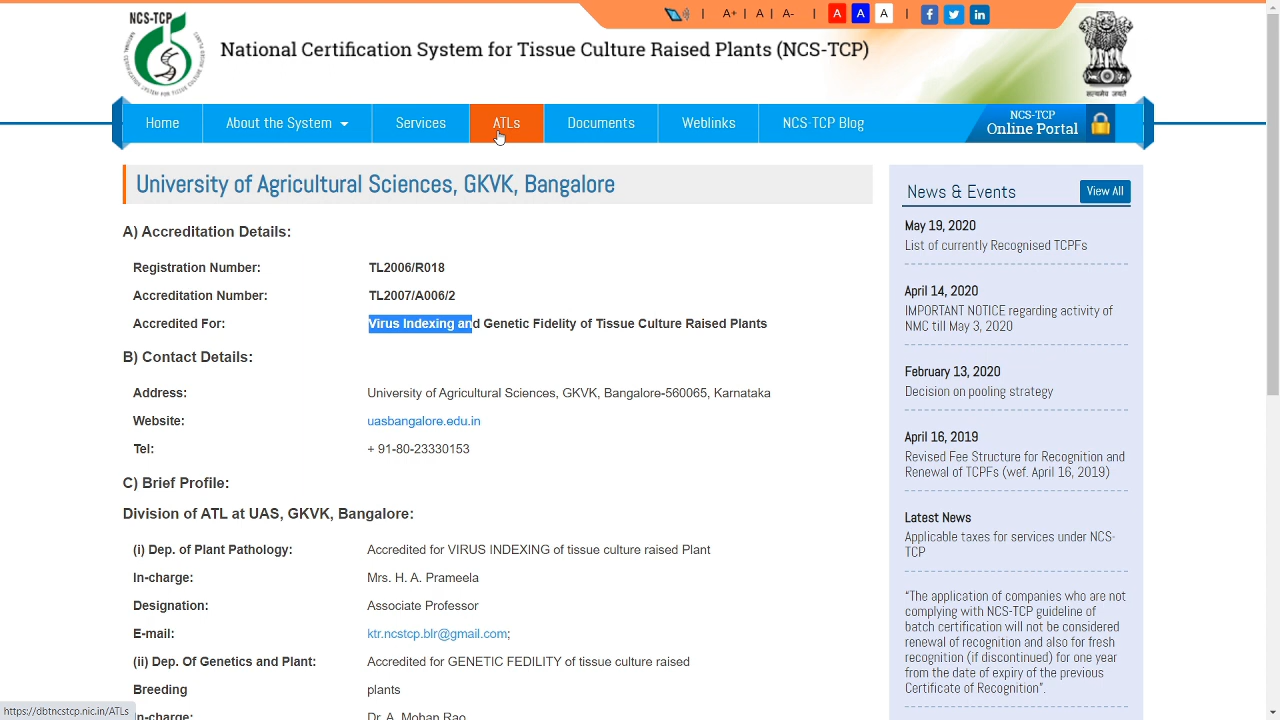 NCS-TCP
A+ | A | A- | A A A |
National Certification System for Tissue Culture Raised Plants (NCS-TCP)
सत्यमेव जयते
Home About the System Services ATLs Documents Weblinks NCS-TCP Blog
NCS-TCP
Online Portal
University of Agricultural Sciences, GKVK, Bangalore
A) Accreditation Details:
Registration Number: TL2006/R018
Accreditation Number: TL2007/A006/2
Accredited For: Virus Indexing and Genetic Fidelity of Tissue Culture Raised Plants
B) Contact Details:
Address: University of Agricultural Sciences, GKVK, Bangalore-560065, Karnataka
Website: uasbangalore.edu.in
Tel: + 91-80-23330153
C) Brief Profile:
Division of ATL at UAS, GKVK, Bangalore:
(i) Dep. of Plant Pathology: Accredited for VIRUS INDEXING of tissue culture raised Plant
In-charge: Mrs. H. A. Prameela
Designation: Associate Professor
E-mail: ktr.ncstcp.blr@gmail.com;
(ii) Dep. Of Genetics and Plant: Accredited for GENETIC FEDILITY of tissue culture raised
Breeding plants
In-charge: Dr. A. Mohan Rao
News & Events View All
May 19, 2020
List of currently Recognised TCPFs
April 14, 2020
IMPORTANT NOTICE regarding activity of
NMC till May 3, 2020
February 13, 2020
Decision on pooling strategy
April 16, 2019
Revised Fee Structure for Recognition and
Renewal of TCPFs (wef. April 16, 2019)
Latest News
Applicable taxes for services under NCS-
TCP
“The application of companies who are not
complying with NCS-TCP guideline of
batch certification will not be considered
renewal of recognition and also for fresh
recognition (if discontinued) for one year
from the date of expiry of the previous
Certificate of Recognition”.
https://dbtncstcp.nic.in/ATLs